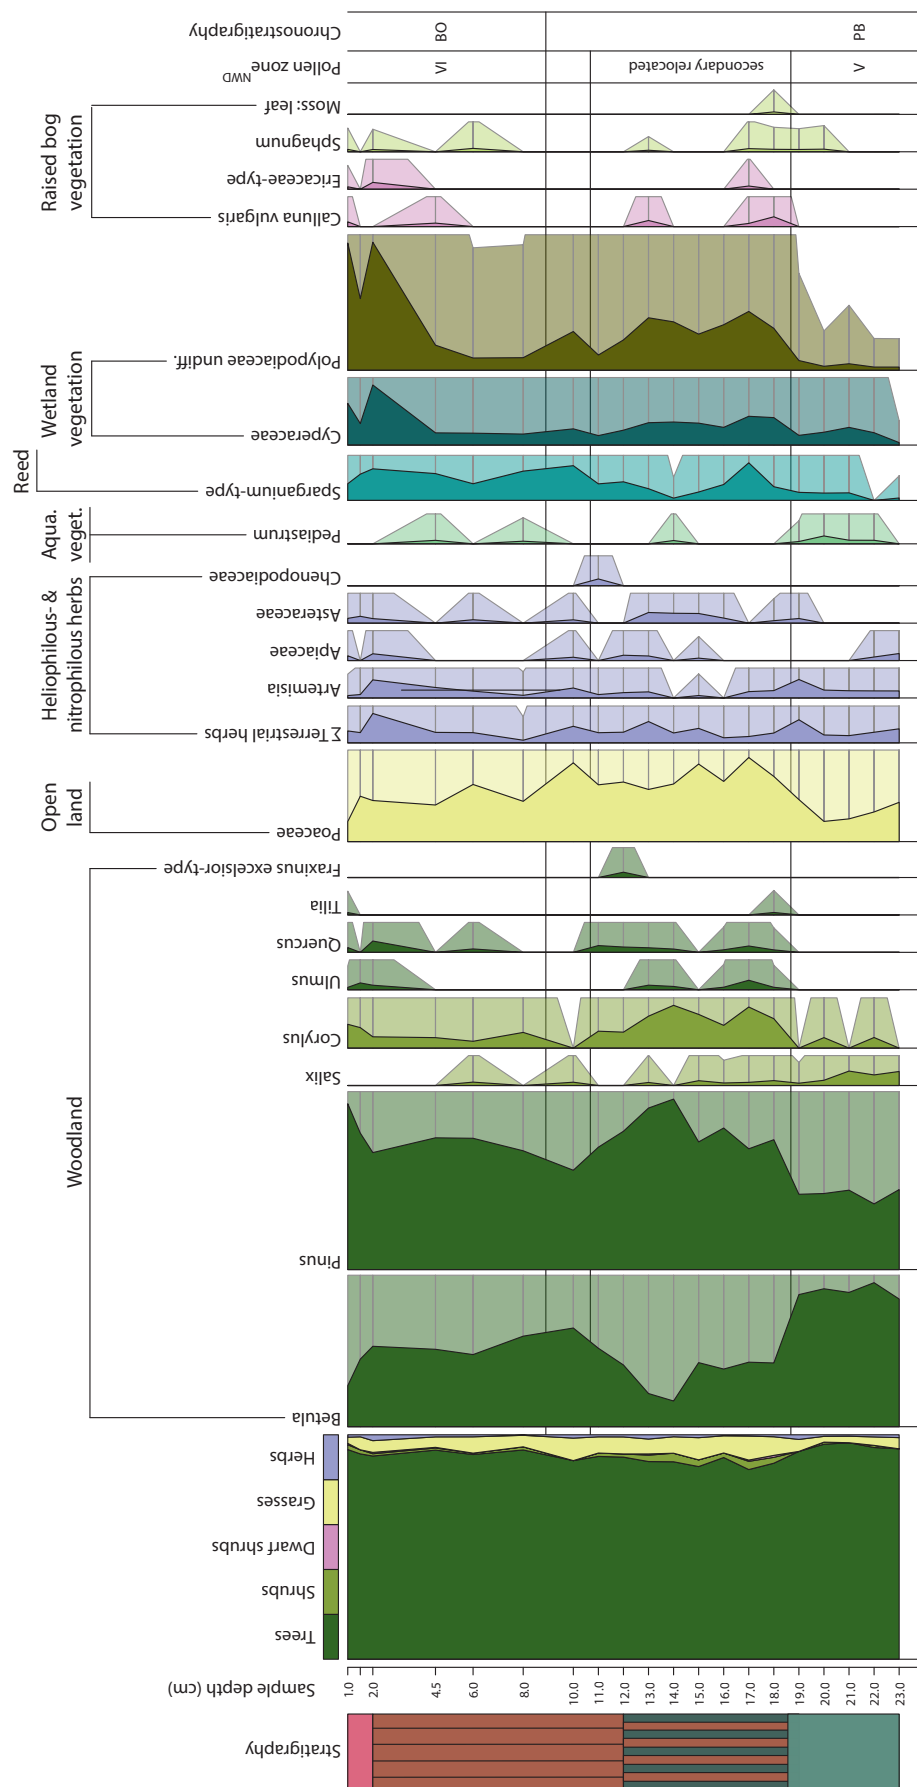 Chronostratigraphy
BO
PB
Pollen zone NWD
VI
secondary relocated
V
Raised bog
vegetation
Moss: leaf
Sphagnum
Ericaceae-type
Calluna vulgaris
Wetland
vegetation
Polypodiaceae undiff.
Cyperaceae
Reed
Sparganium-type
Aqua.
veget.
Pediastrum
Heliophilous- &
nitrophilous herbs
Chenopodiaceae
Asteraceae
Apiaceae
Artemisia
Σ Terrestrial herbs
Open
land
Poaceae
Woodland
Fraxinus excelsior-type
Tilia
Quercus
Ulmus
Corylus
Salix
Pinus
Betula
Herbs
Grasses
Dwarf shrubs
Shrubs
Trees
Sample depth (cm)
1.0
2.0
4.5
6.0
8.0
10.0
11.0
12.0
13.0
14.0
15.0
16.0
17.0
18.0
19.0
20.0
21.0
22.0
23.0
Stratigraphy